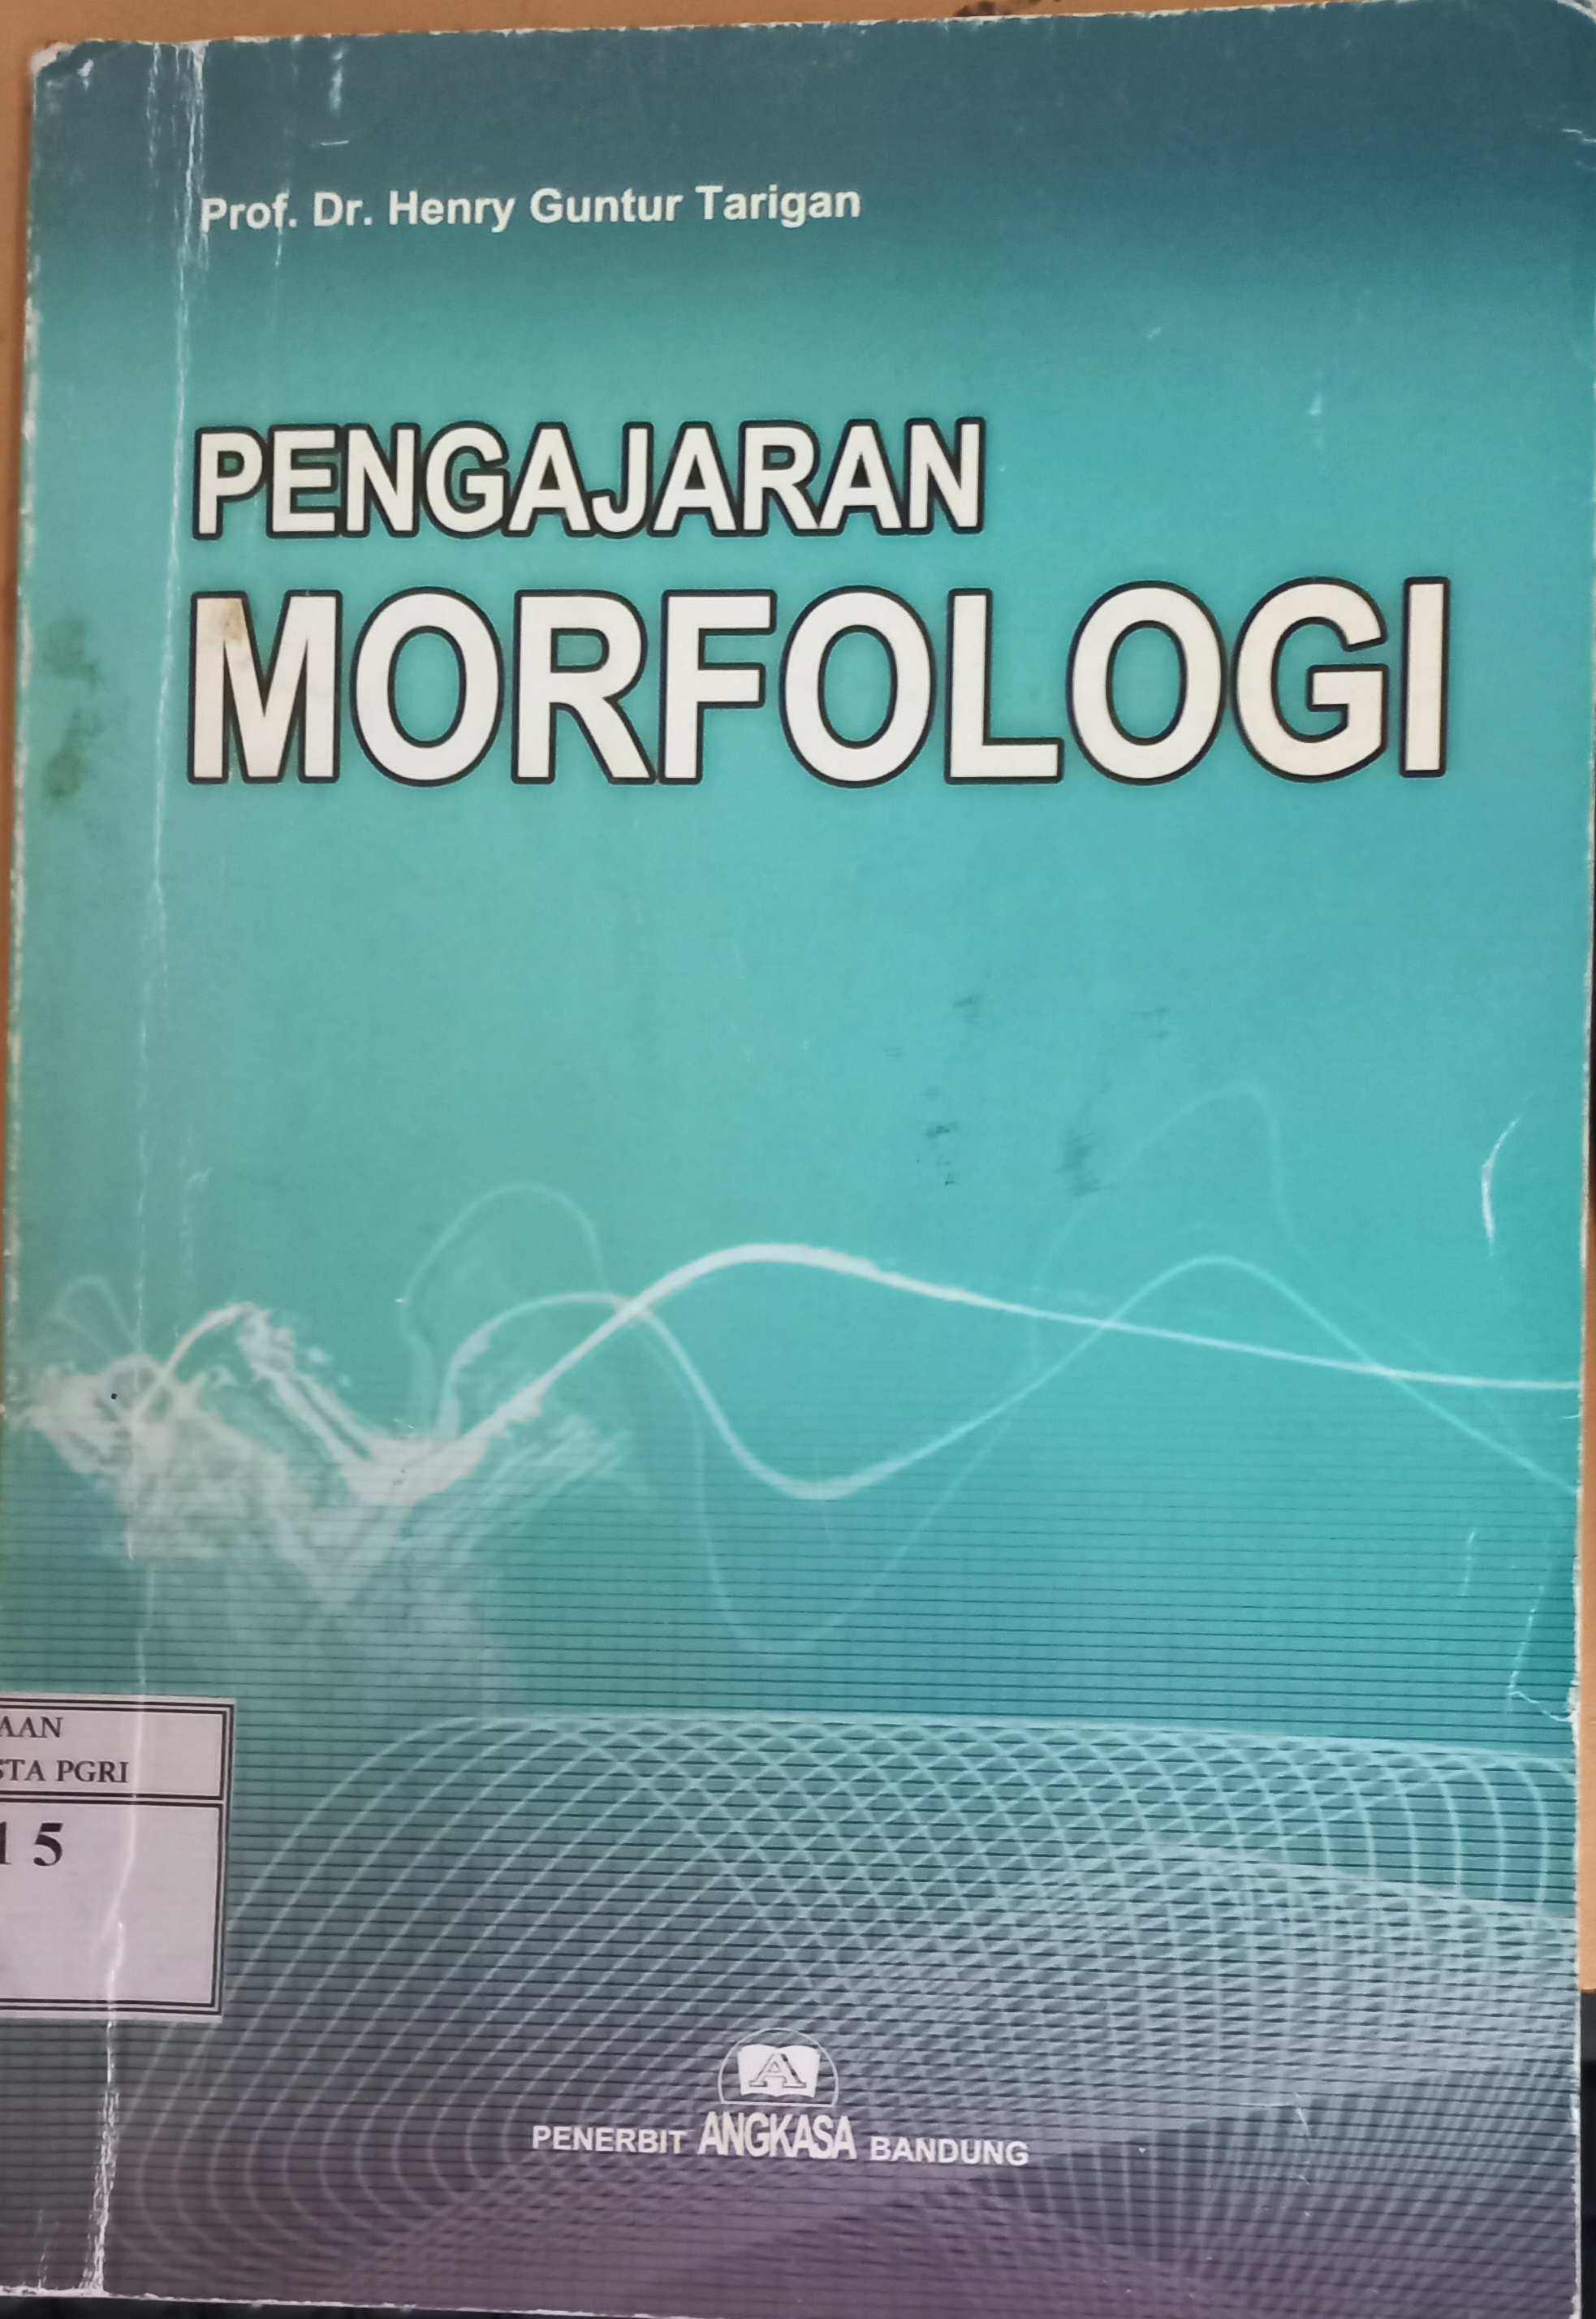 Prof. Dr. Henry Guntur Tarigan
PENGAJARAN
MORFOLOGI
AAN
STA PGRI
15
A
PENERBIT ANGKASA BANDUNG